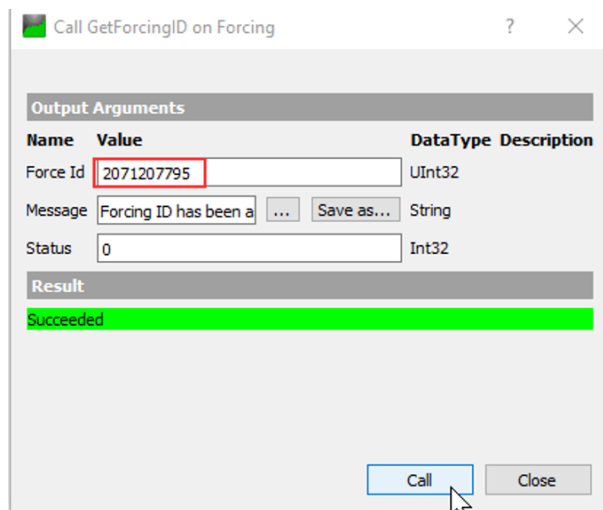 Call GetForcingID on Forcing ? ×
Output Arguments
Name Value DataType Description
Force Id 2071207795 UInt32
Message Forcing ID has been a ... Save as... String
Status 0 Int32
Result
Succeeded
Call Close